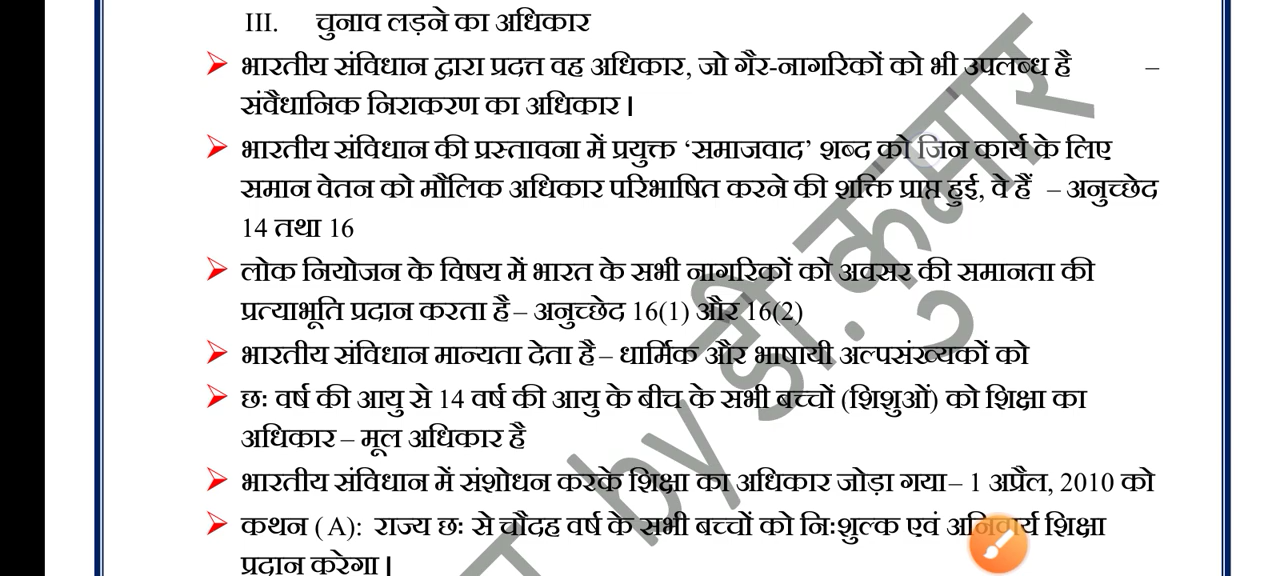 III. चुनाव लड़ने का अधिकार
➢ भारतीय संविधान द्वारा प्रदत्त वह अधिकार, जो गैर-नागरिकों को भी उपलब्ध है –
संवैधानिक निराकरण का अधिकार।
➢ भारतीय संविधान की प्रस्तावना में प्रयुक्त ‘समाजवाद’ शब्द को जिन कार्य के लिए
समान वेतन को मौलिक अधिकार परिभाषित करने की शक्ति प्राप्त हुई, वे हैं – अनुच्छेद
14 तथा 16
➢ लोक नियोजन के विषय में भारत के सभी नागरिकों को अवसर की समानता की
प्रत्याभूति प्रदान करता है – अनुच्छेद 16(1) और 16(2)
➢ भारतीय संविधान मान्यता देता है – धार्मिक और भाषायी अल्पसंख्यकों को
➢ छः वर्ष की आयु से 14 वर्ष की आयु के बीच के सभी बच्चों (शिशुओं) को शिक्षा का
अधिकार – मूल अधिकार है
➢ भारतीय संविधान में संशोधन करके शिक्षा का अधिकार जोड़ा गया – 1 अप्रैल, 2010 को
➢ कथन (A): राज्य छः से चौदह वर्ष के सभी बच्चों को निःशुल्क एवं अनिवार्य शिक्षा
प्रदान करेगा।
by डी. कुमार